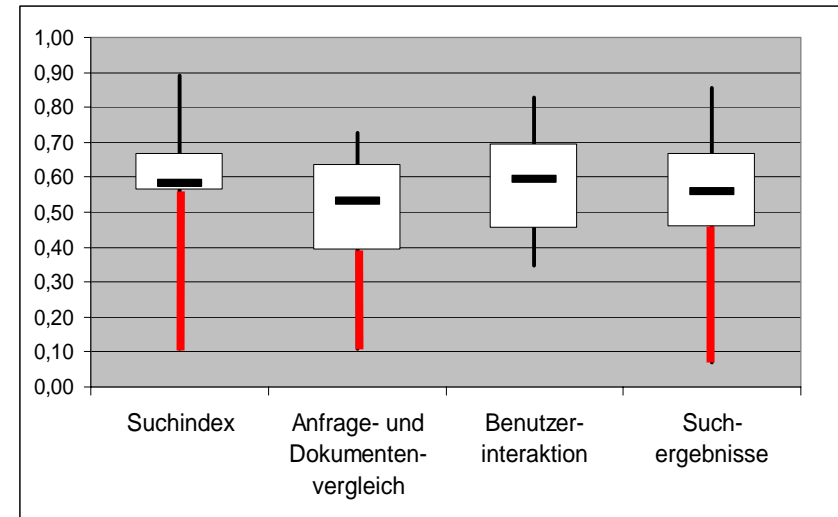 1,00
0,90
0,80
0,70
0,60
0,50
0,40
0,30
0,20
0,10
0,00
Suchindex
Anfrage- und
Dokumenten-
vergleich
Benutzer-
interaktion
Such-
ergebnisse